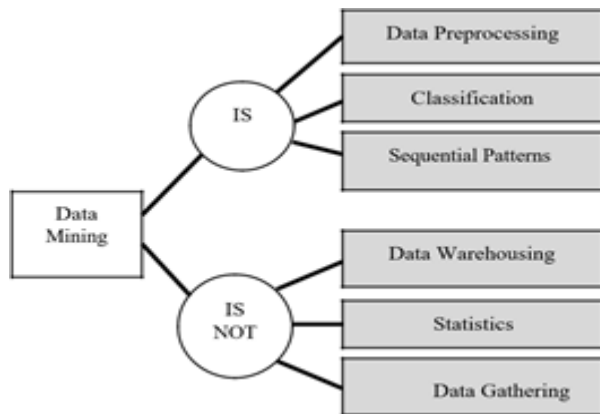 Data Preprocessing
IS
Classification
Sequential Patterns
Data
Mining
Data Warehousing
IS
NOT
Statistics
Data Gathering